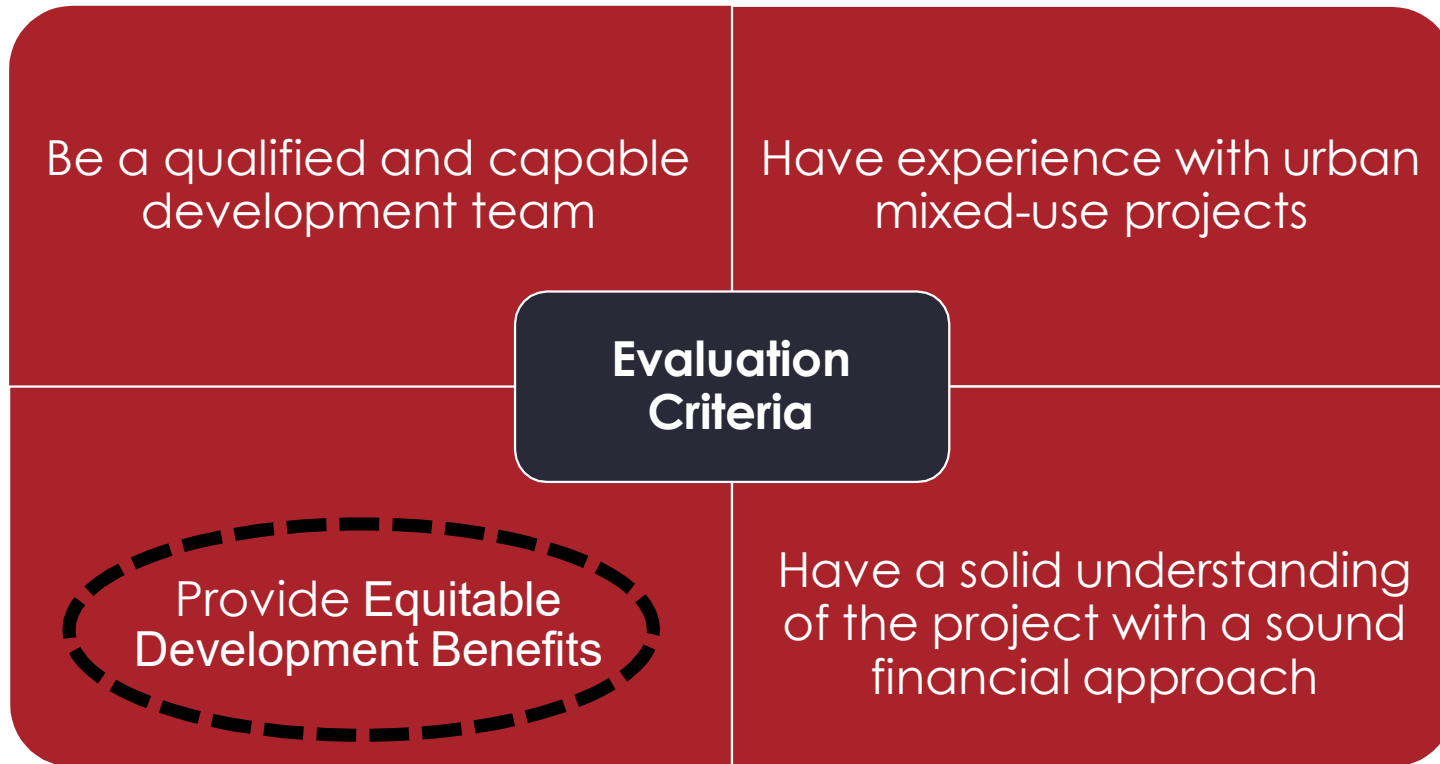 Be a qualified and capable
development team
Have experience with urban
mixed-use projects
Evaluation
Criteria
Provide Equitable
Development Benefits
Have a solid understanding
of the project with a sound
financial approach